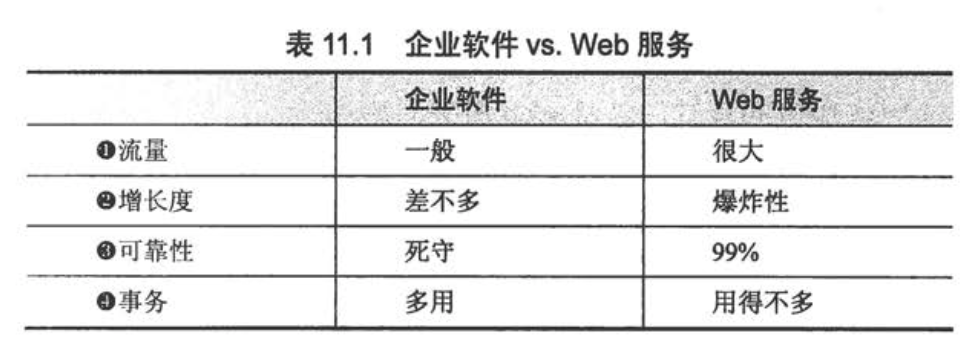 表 11.1 企业软件 vs. Web 服务
企业软件 Web 服务
❶流量 一般 很大
❷增长度 差不多 爆炸性
❸可靠性 死守 99%
❹事务 多用 用得不多